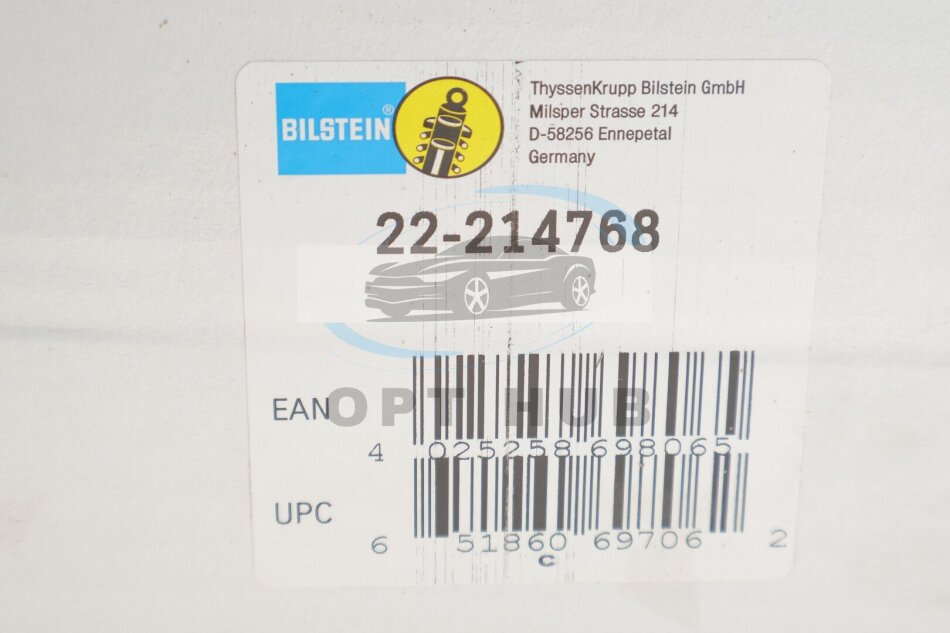 BILSTEIN®
ThyssenKrupp Bilstein GmbH
Milsper Strasse 214
D-58256 Ennepetal
Germany
22-214768
OPT HUB
EAN
4 025258 698065
UPC
6 51860 69706 2
C